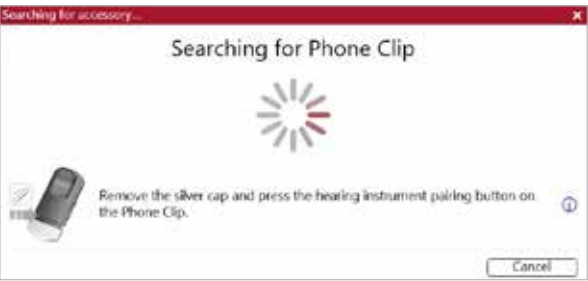 Searching for accessory...
Searching for Phone Clip
Remove the silver cap and press the hearing instrument pairing button on
the Phone Clip.
Cancel